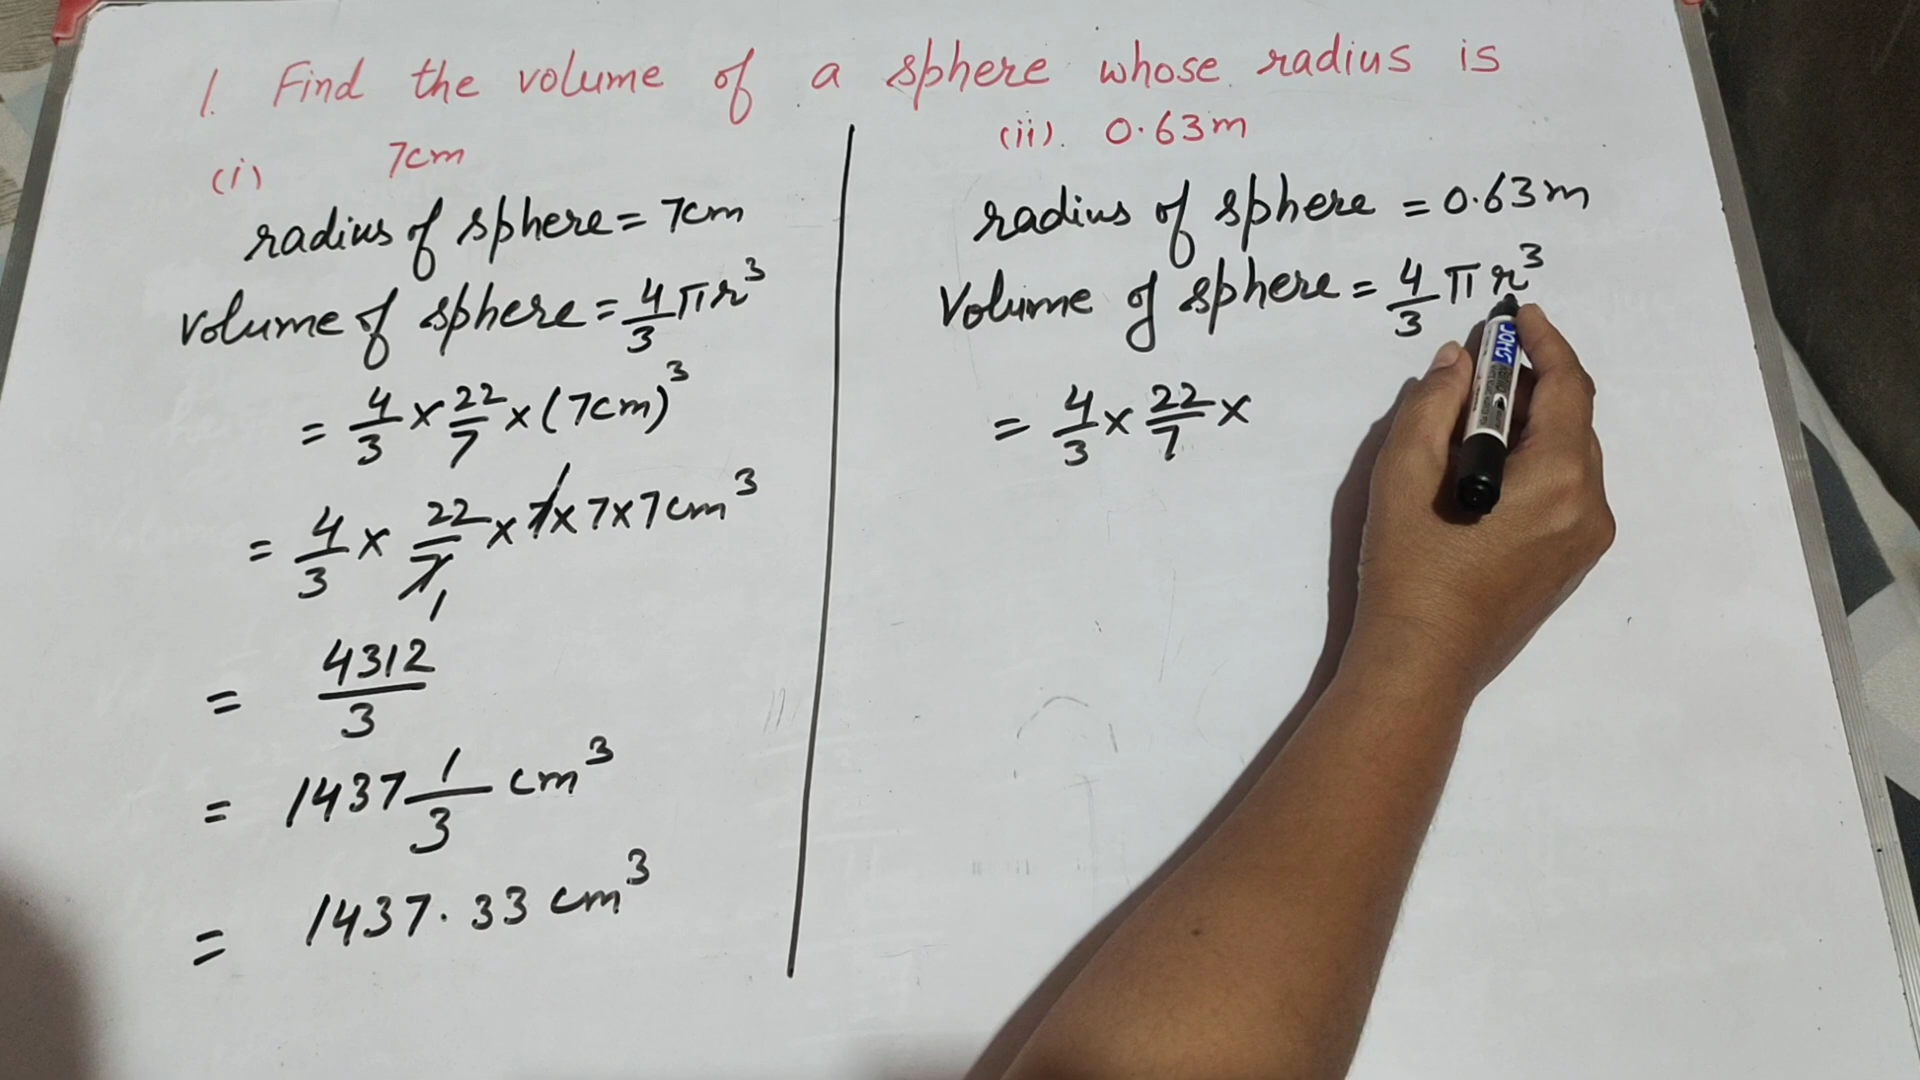 1. Find the volume of a sphere whose radius is
(i) 7cm
radius of sphere = 7cm
volume of sphere = 4/3 πr³
= 4/3 × 22/7 × (7cm)³
= 4/3 × 22/7 1 × 7 × 7 × 7 cm³
= 4312/3
= 1437 1/3 cm³
= 1437.33 cm³
(ii). 0.63m
radius of sphere = 0.63m
Volume of sphere = 4/3 πr³
= 4/3 × 22/7 ×